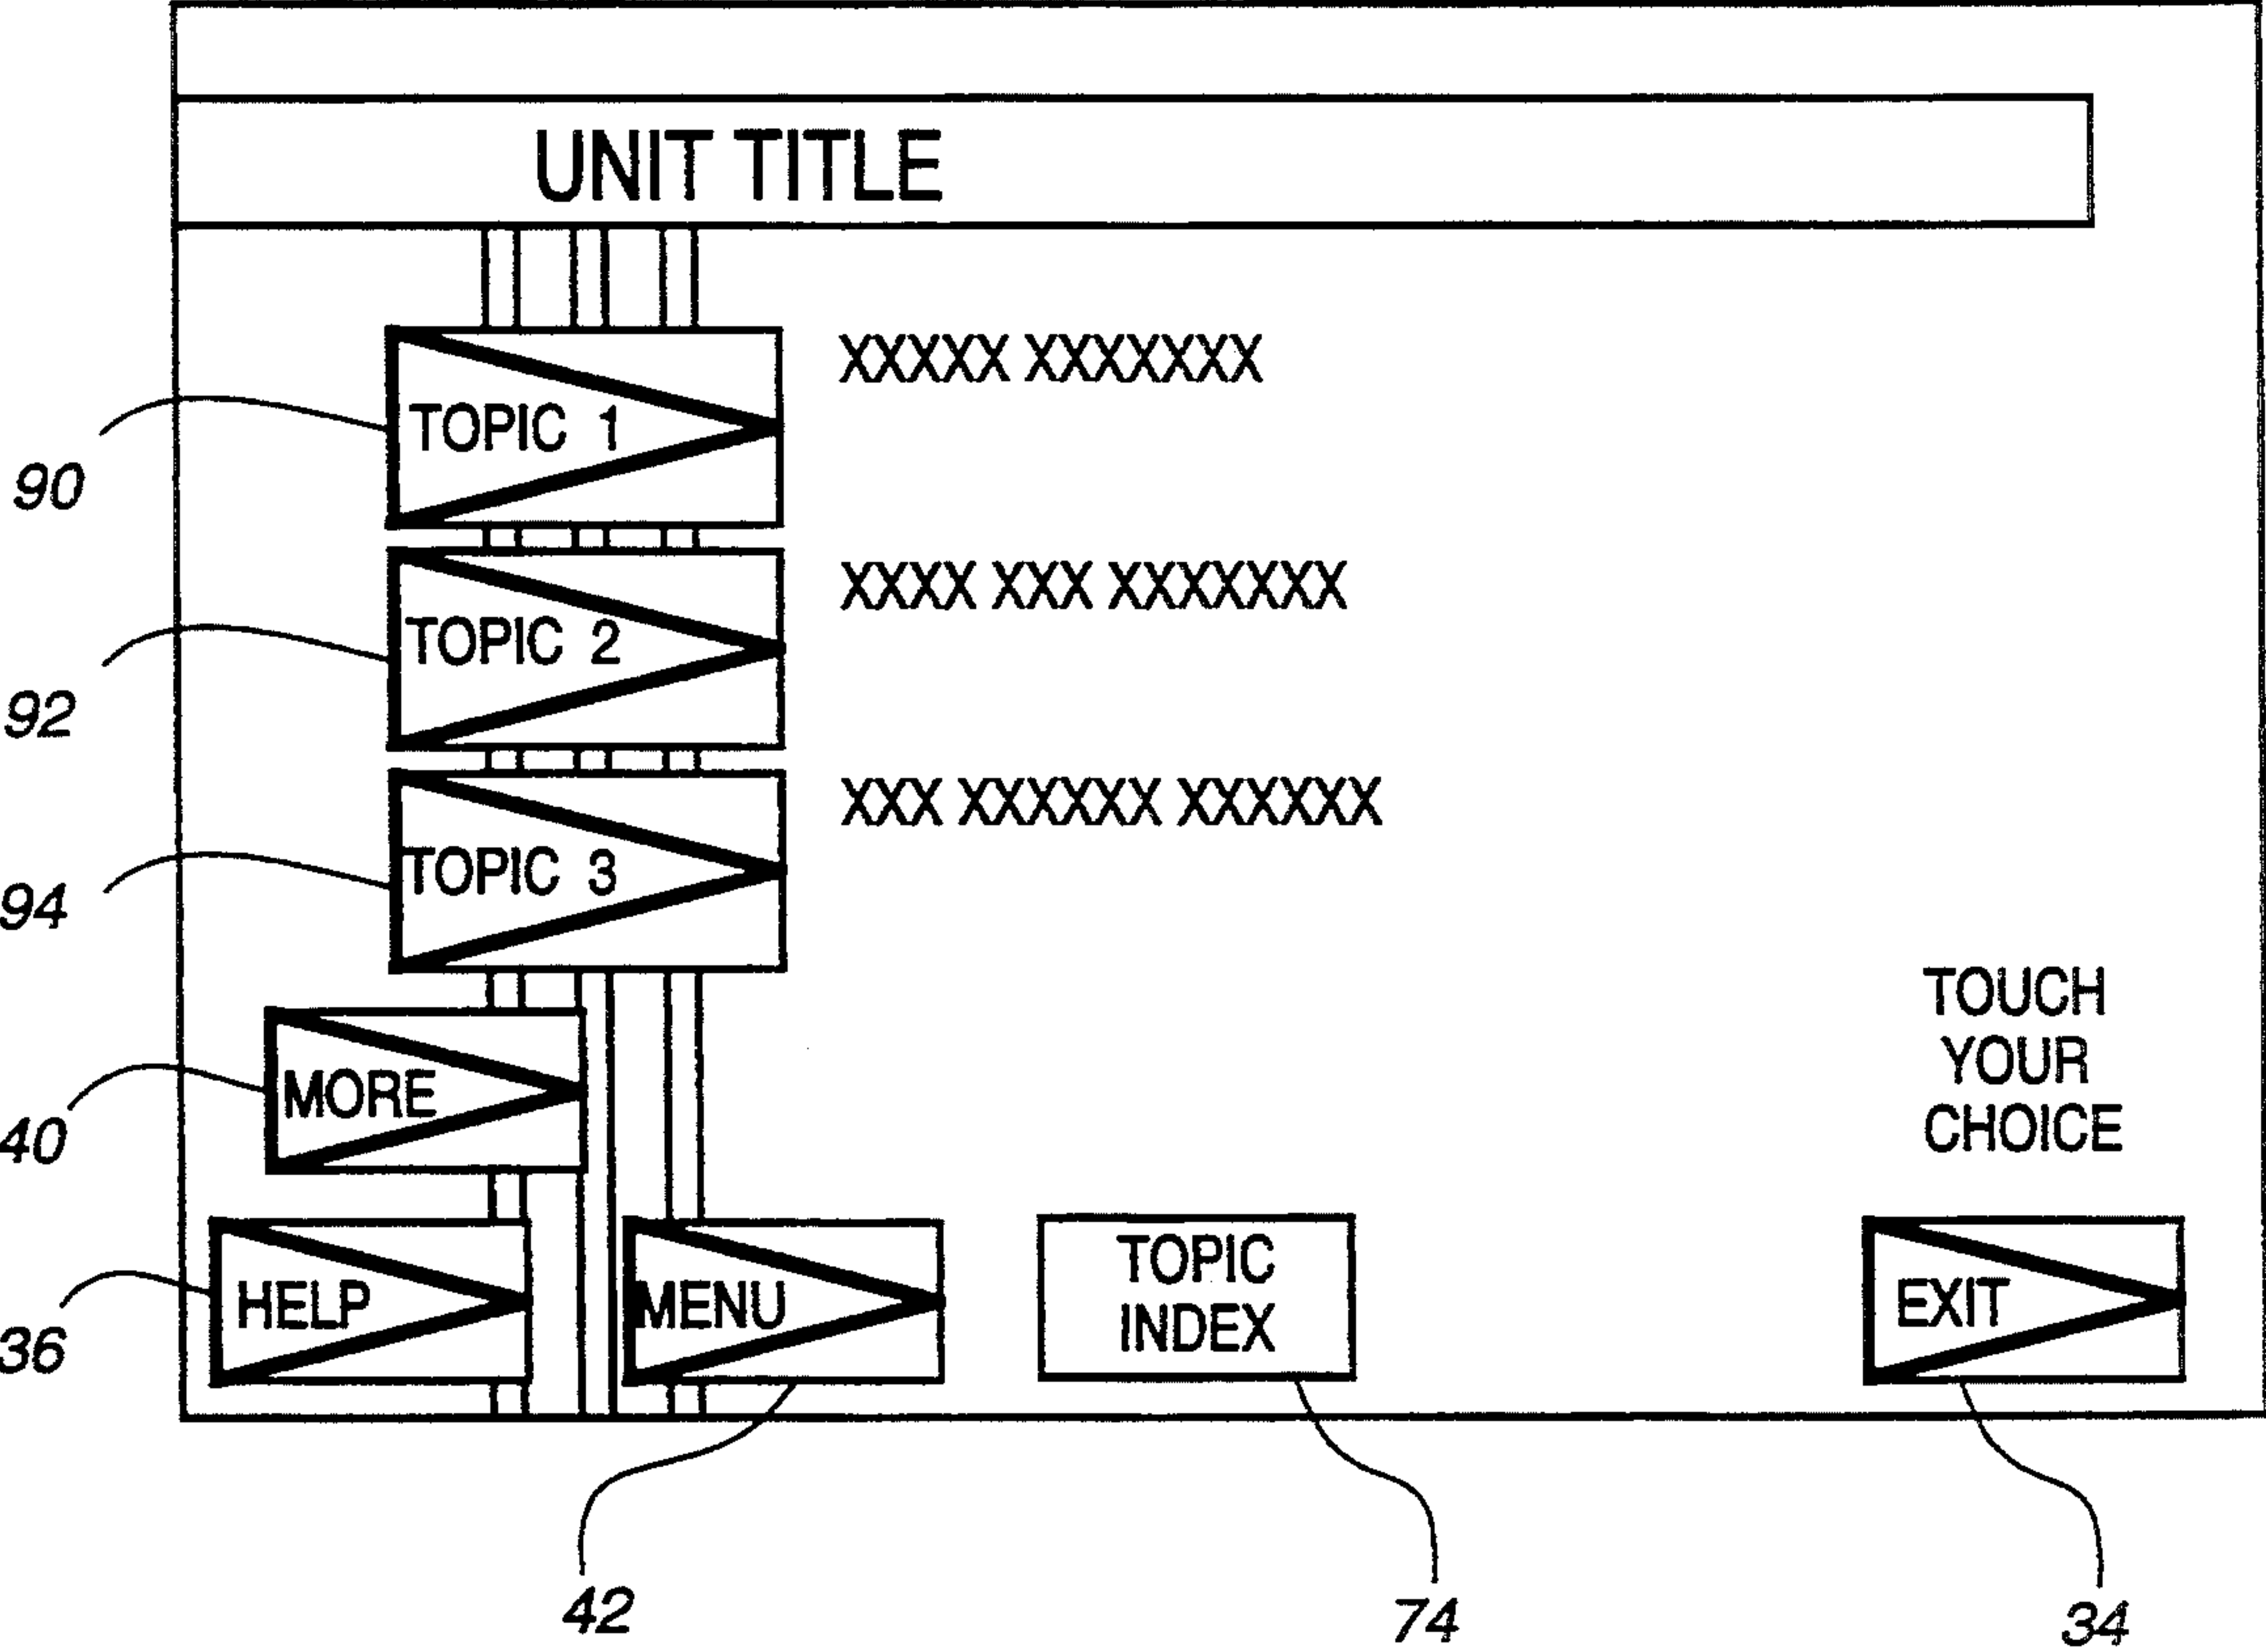 UNIT TITLE
TOPIC 1
XXXXX XXXXXXX
90
TOPIC 2
XXXX XXX XXXXXXX
92
TOPIC 3
XXX XXXXXX XXXXXX
94
MORE
40
TOUCH
YOUR
CHOICE
HELP
36
MENU
TOPIC
INDEX
EXIT
42
74
34